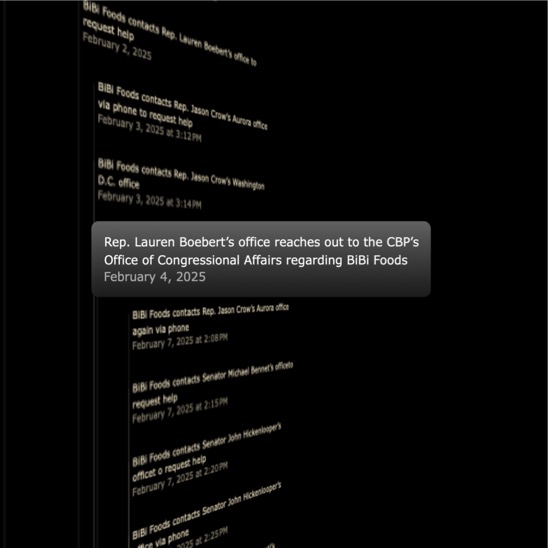 BiBi Foods contacts Rep. Lauren Boebert's office to
request help
February 2, 2025
BiBi Foods contacts Rep. Jason Crow's Aurora office
via phone to request help
February 3, 2025 at 3:12PM
BiBi Foods contacts Rep. Jason Crow's Washington
D.C. office
February 3, 2025 at 3:14PM
Rep. Lauren Boebert's office reaches out to the CBP's
Office of Congressional Affairs regarding BiBi Foods
February 4, 2025
BiBi Foods contacts Rep. Jason Crow's Aurora office
again via phone
February 7, 2025 at 2:08PM
BiBi Foods contacts Senator Michael Bennet's officeto
request help
February 7, 2025 at 2:15PM
BiBi Foods contacts Senator John Hickenlooper's
officet o request help
February 7, 2025 at 2:20PM
BiBi Foods contacts Senator John Hickenlooper's
office via phone
2025 at 2:25PM